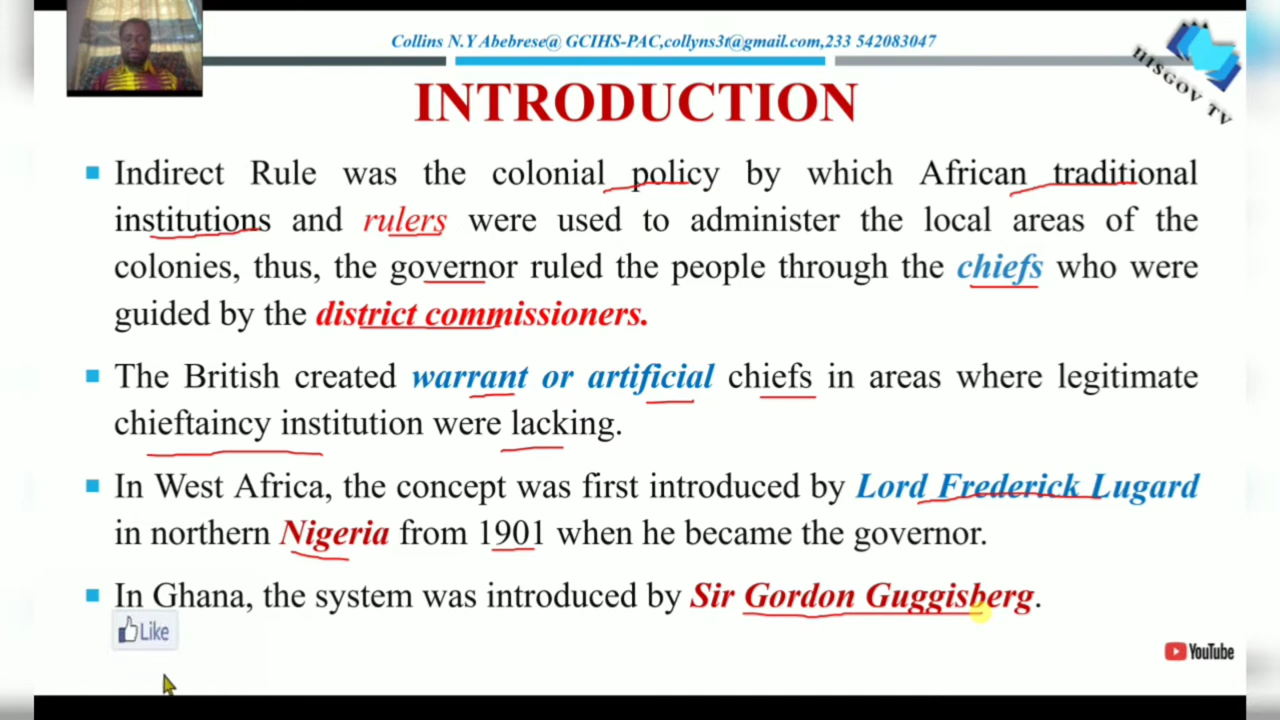 Collins N.Y Abebrese@ GCIHS-PAC,collyns3t@gmail.com,233 542083047
HISGOV TV
INTRODUCTION
Indirect Rule was the colonial policy by which African traditional
institutions and rulers were used to administer the local areas of the
colonies, thus, the governor ruled the people through the chiefs who were
guided by the district commissioners.
The British created warrant or artificial chiefs in areas where legitimate
chieftaincy institution were lacking.
In West Africa, the concept was first introduced by Lord Frederick Lugard
in northern Nigeria from 1901 when he became the governor.
In Ghana, the system was introduced by Sir Gordon Guggisberg.
Like
YouTube